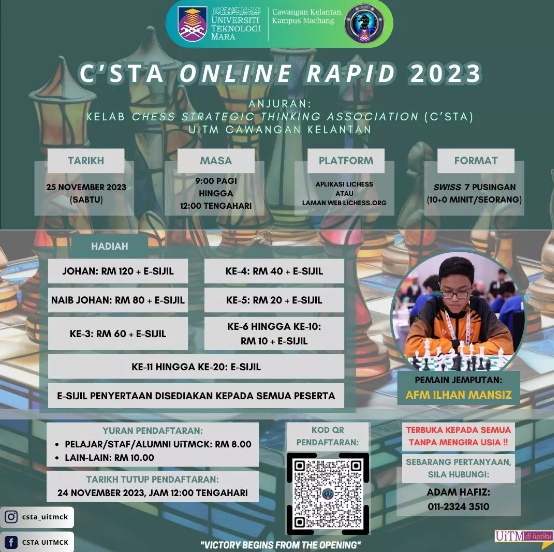 UNIVERSITI
TEKNOLOGI
MARA
Cawangan Kelantan
Kampus Machang
C'STA ONLINE RAPID 2023
ANJURAN:
KELAB CHESS STRATEGIC THINKING ASSOCIATION (C'STA)
UiTM CAWANGAN KELANTAN
TARIKH
25 NOVEMBER 2023
(SABTU)
MASA
9:00 PAGI
HINGGA
12:00 TENGAHARI
PLATFORM
APLIKASI LICHESS
ATAU
LAMAN WEB LICHESS.ORG
FORMAT
SWISS 7 PUSINGAN
(10+0 MINIT/SEORANG)
HADIAH
JOHAN: RM 120 + E-SIJIL
KE-4: RM 40 + E-SIJIL
NAIB JOHAN: RM 80 + E-SIJIL
KE-5: RM 20 + E-SIJIL
KE-3: RM 60 + E-SIJIL
KE-6 HINGGA KE-10:
RM 10 + E-SIJIL
KE-11 HINGGA KE-20: E-SIJIL
E-SIJIL PENYERTAAN DISEDIAKAN KEPADA SEMUA PESERTA
PEMAIN JEMPUTAN:
AFM ILHAN MANSIZ
YURAN PENDAFTARAN:
• PELAJAR/STAF/ALUMNI UiTMCK: RM 8.00
• LAIN-LAIN: RM 10.00
TARIKH TUTUP PENDAFTARAN:
24 NOVEMBER 2023, JAM 12:00 TENGAHARI
KOD QR
PENDAFTARAN:
TERBUKA KEPADA SEMUA
TANPA MENGIRA USIA !!
SEBARANG PERTANYAAN,
SILA HUBUNGI:
ADAM HAFIZ:
011-2324 3510
csta_uitmck
CSTA UITMCK
"VICTORY BEGINS FROM THE OPENING"
UiTM di hatiku